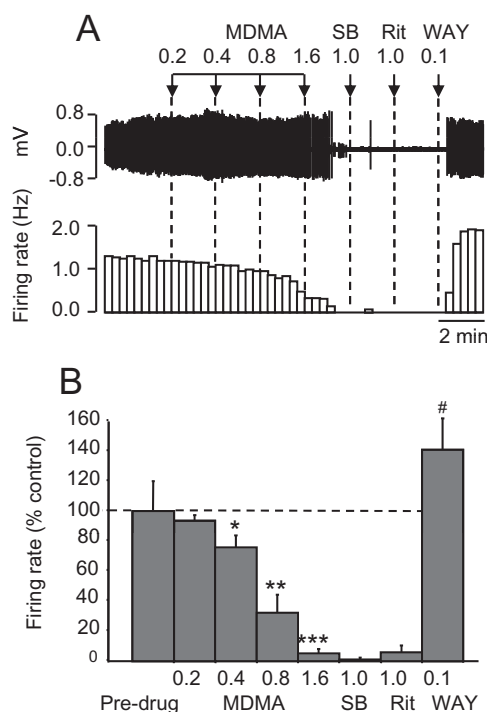 A
MDMA SB Rit WAY
0.2 0.4 0.8 1.6 1.0 1.0 0.1
mV
0.8
0.0
-0.8
Firing rate (Hz)
2.0
1.0
0.0
2 min
B
Firing rate (% control)
160
140
120
100
80
60
40
20
0
* ** *** #
0.2 0.4 0.8 1.6 1.0 1.0 0.1
Pre-drug MDMA SB Rit WAY